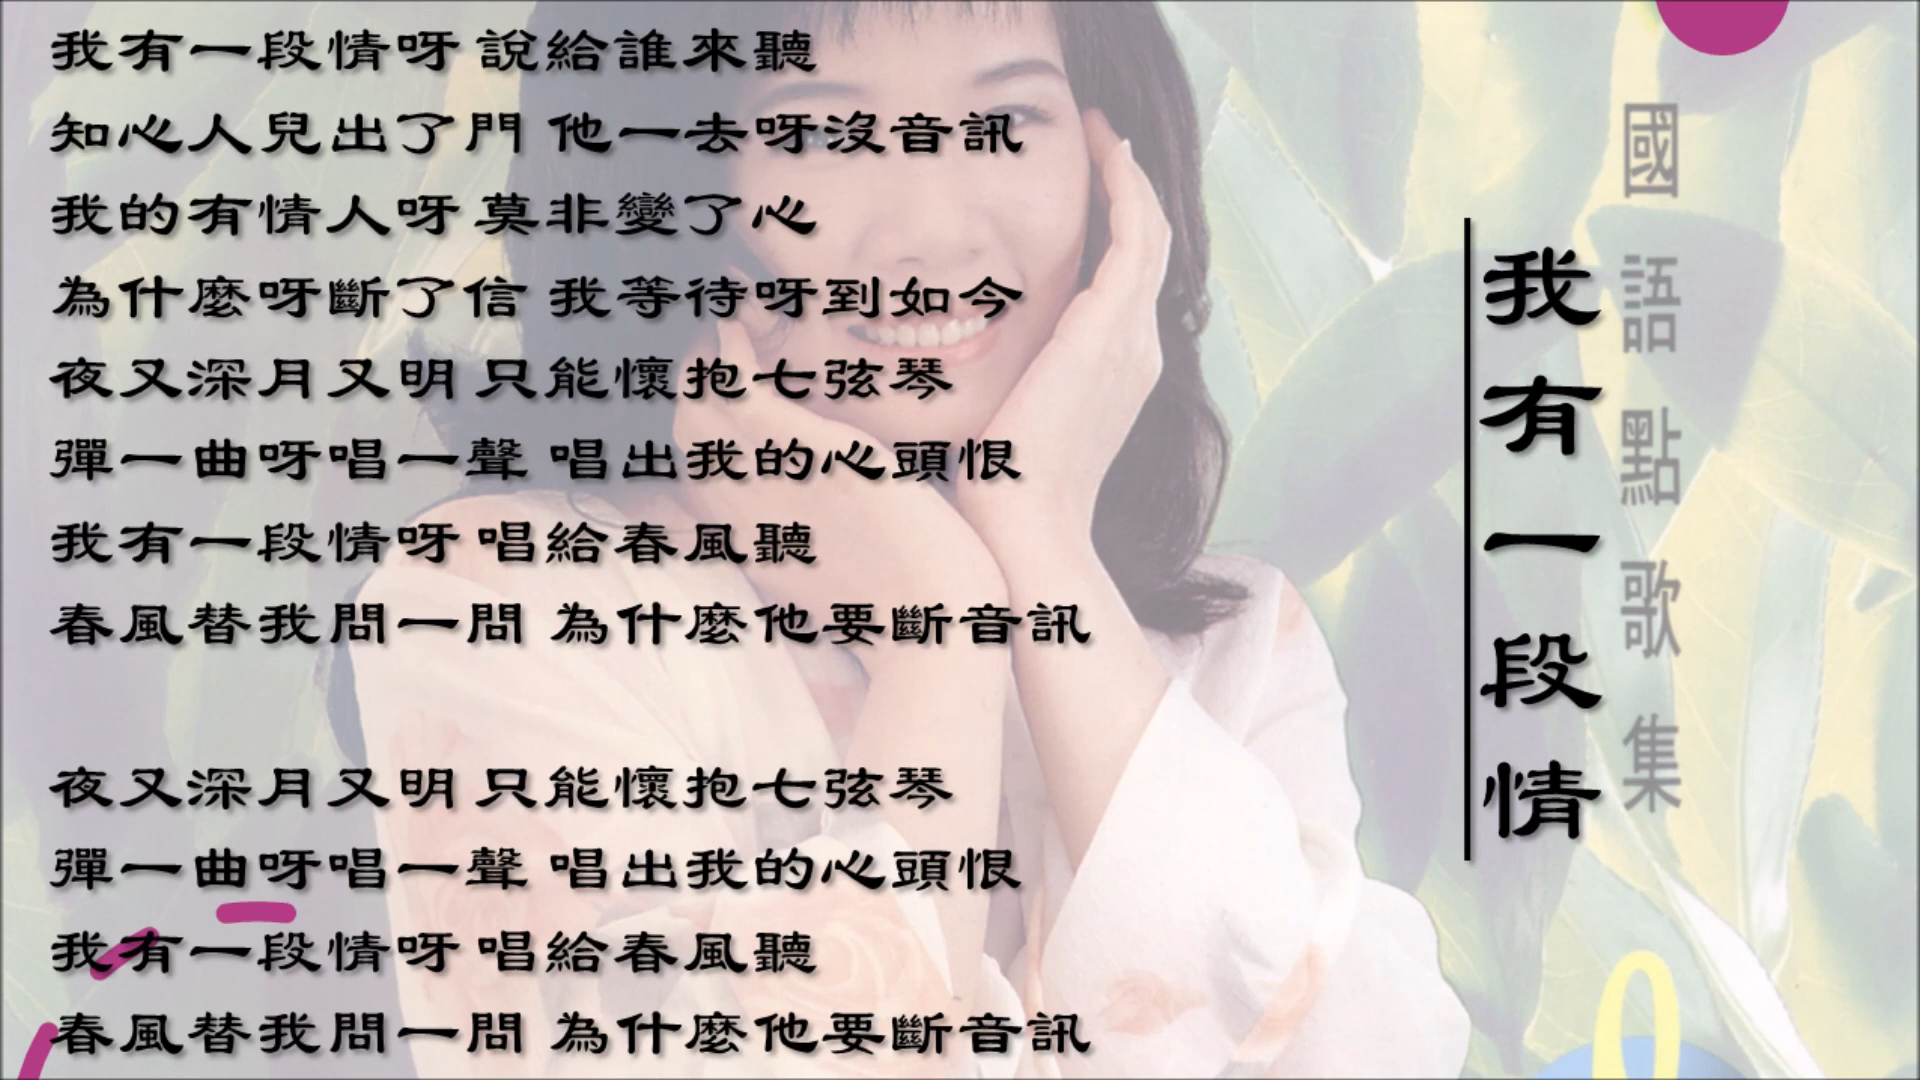 我有一段情呀 說給誰來聽
知心人兒出了門 他一去呀沒音訊
我的有情人呀 莫非變了心
為什麼呀斷了信 我等待呀到如今
夜又深月又明 只能懷抱七弦琴
彈一曲呀唱一聲 唱出我的心頭恨
我有一段情呀 唱給春風聽
春風替我問一問 為什麼他要斷音訊
夜又深月又明 只能懷抱七弦琴
彈一曲呀唱一聲 唱出我的心頭恨
我有一段情呀 唱給春風聽
春風替我問一問 為什麼他要斷音訊
我有一段情
國語點歌集